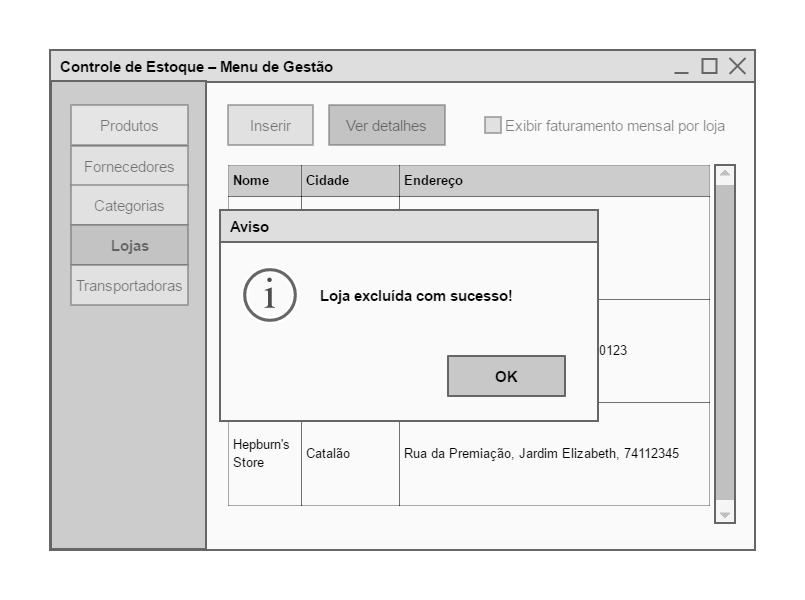 Controle de Estoque – Menu de Gestão
Produtos
Fornecedores
Categorias
Lojas
Transportadoras
Inserir
Ver detalhes
Exibir faturamento mensal por loja
Nome Cidade Endereço
Aviso
Loja excluída com sucesso!
OK
0123
Hepburn's
Store
Catalão
Rua da Premiação, Jardim Elizabeth, 74112345